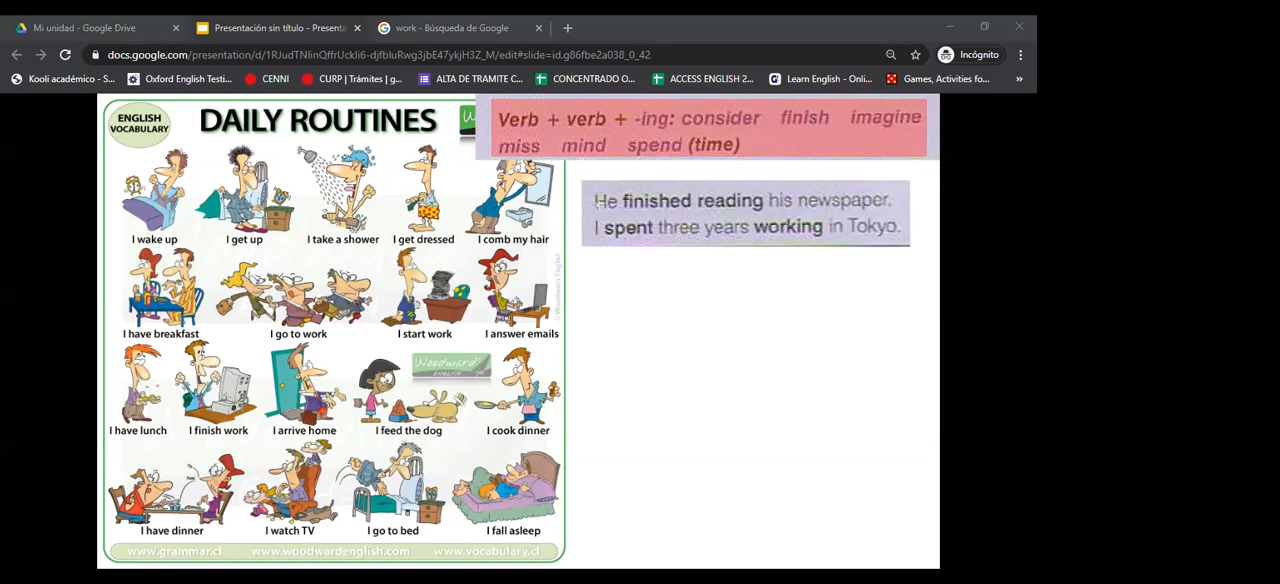 Mi unidad - Google Drive
Presentación sin título - Presenta
work - Búsqueda de Google
docs.google.com/presentation/d/1RJudTNlinQffrUckIi6-djfbluRwg3jbE47ykjH3Z_M/edit#slide=id.g86fbe2a038_0_42
Incógnito
Kooli académico - S... Oxford English Testi... CENNI CURP | Trámites | g... ALTA DE TRAMITE C... CONCENTRADO O... ACCESS ENGLISH 2... Learn English - Onli... Games, Activities fo... »
ENGLISH
VOCABULARY
DAILY ROUTINES
I wake up I get up I take a shower I get dressed I comb my hair
I have breakfast I go to work I start work I answer emails
Woodward
ENGLISH
I have lunch I finish work I arrive home I feed the dog I cook dinner
I have dinner I watch TV I go to bed I fall asleep
www.grammar.cl www.woodwardenglish.com www.vocabulary.cl
© Woodward English
Verb + verb + -ing: consider finish imagine
miss mind spend (time)
He finished reading his newspaper.
I spent three years working in Tokyo.